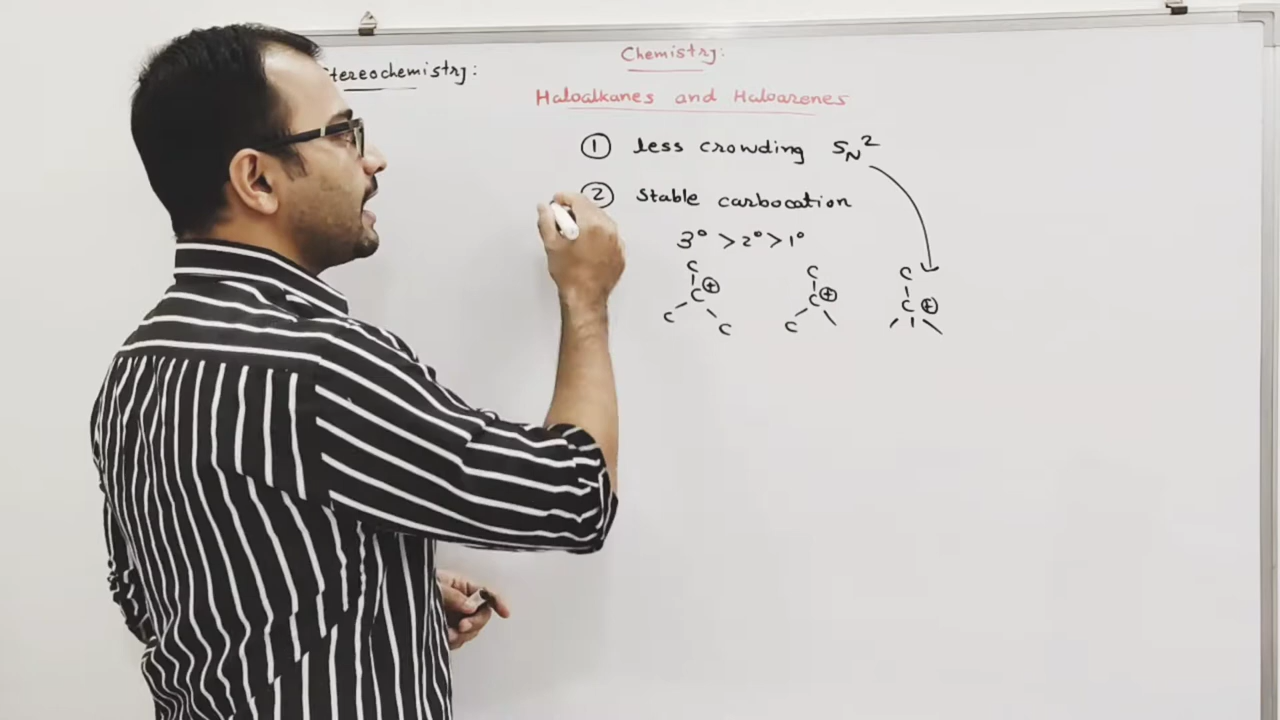 Chemistry:
Stereochemistry:
Haloalkanes and Haloarenes
① less crowding SN²
② Stable carbocation
3° > 2° > 1°
C C C
C ⊕ C ⊕ C ⊕
C C C